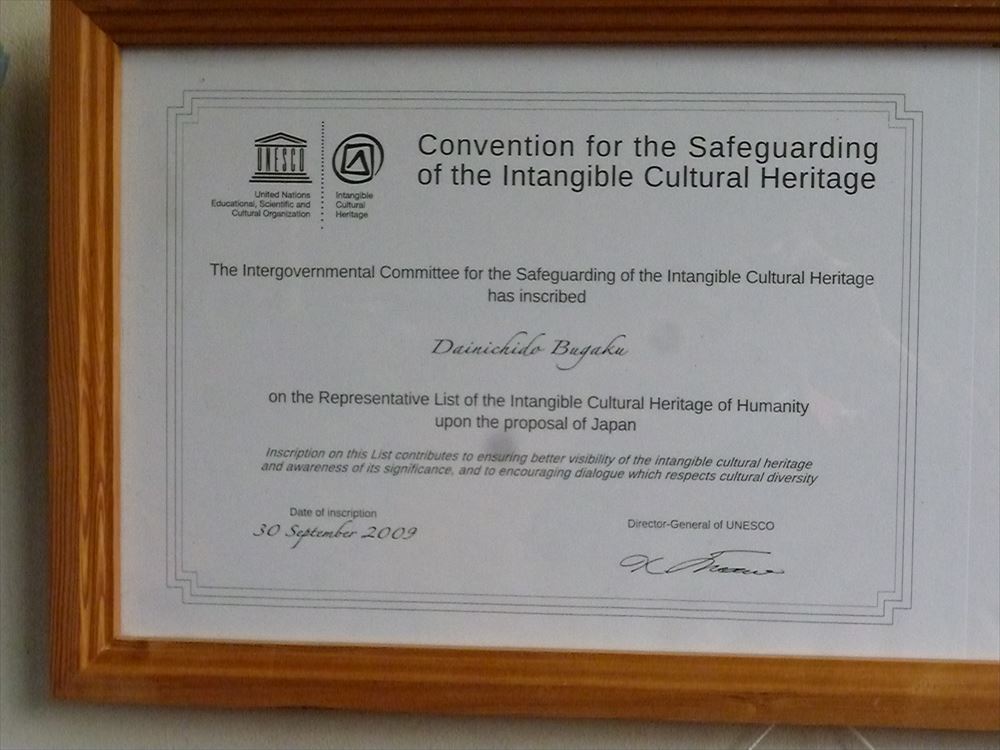 UNESCO
United Nations
Educational, Scientific and
Cultural Organization
Intangible
Cultural
Heritage
Convention for the Safeguarding
of the Intangible Cultural Heritage
The Intergovernmental Committee for the Safeguarding of the Intangible Cultural Heritage
has inscribed
Dainichido Bugaku
on the Representative List of the Intangible Cultural Heritage of Humanity
upon the proposal of Japan
Inscription on this List contributes to ensuring better visibility of the intangible cultural heritage
and awareness of its significance, and to encouraging dialogue which respects cultural diversity
Date of inscription
30 September 2009
Director-General of UNESCO